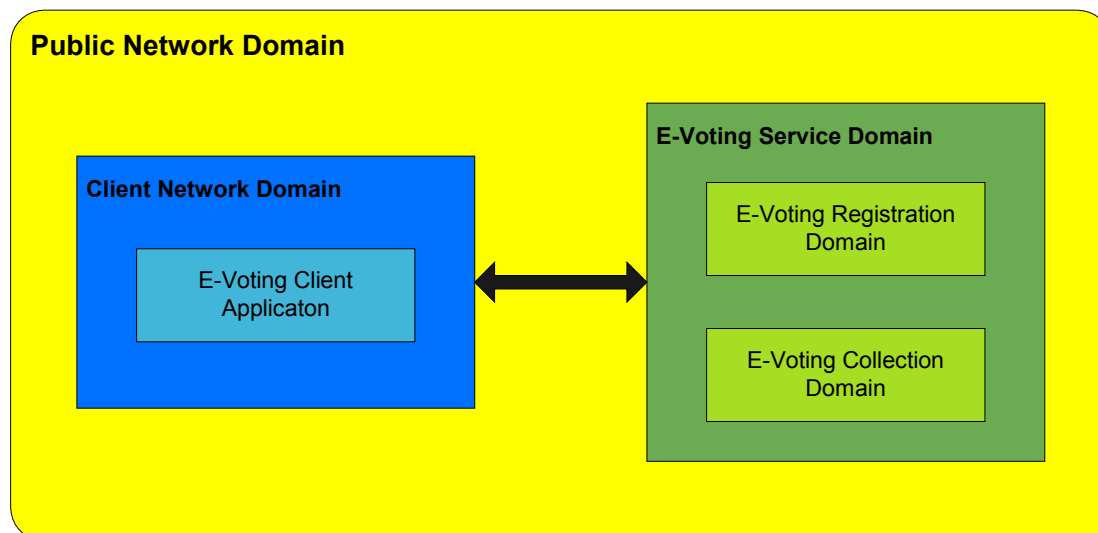 Public Network Domain
E-Voting Service Domain
Client Network Domain
E-Voting Registration
Domain
E-Voting Client
Applicaton
E-Voting Collection
Domain